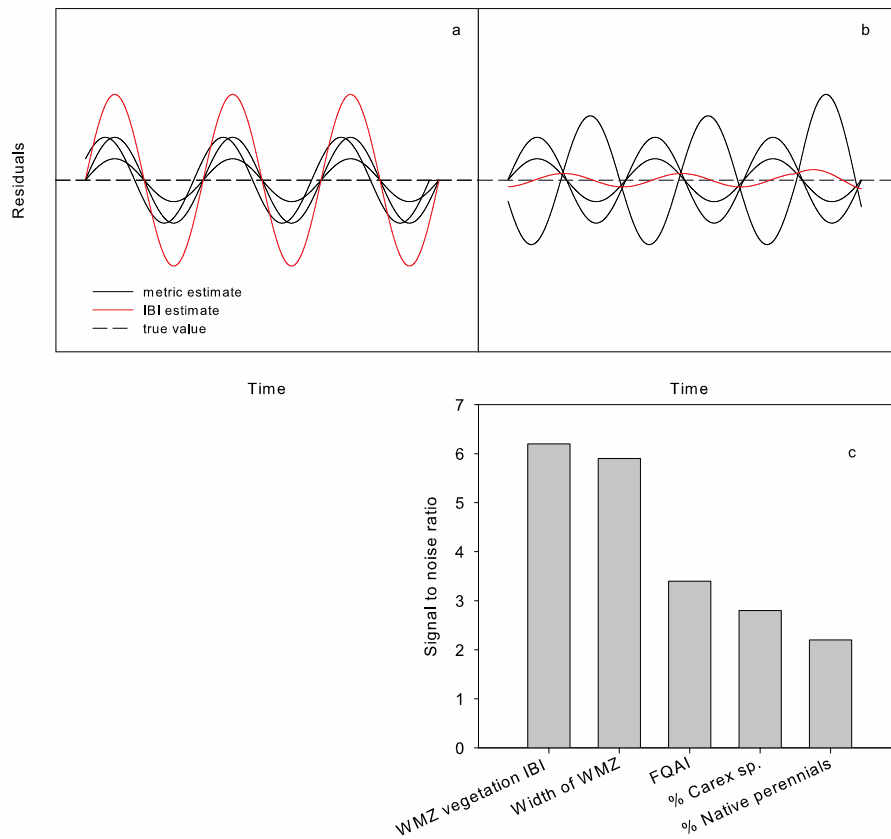 a
b
Residuals
metric estimate
IBI estimate
true value
Time
Time
c
Signal to noise ratio
7
6
5
4
3
2
1
0
WMZ vegetation IBI
Width of WMZ
FQAI
% Carex sp.
% Native perennials